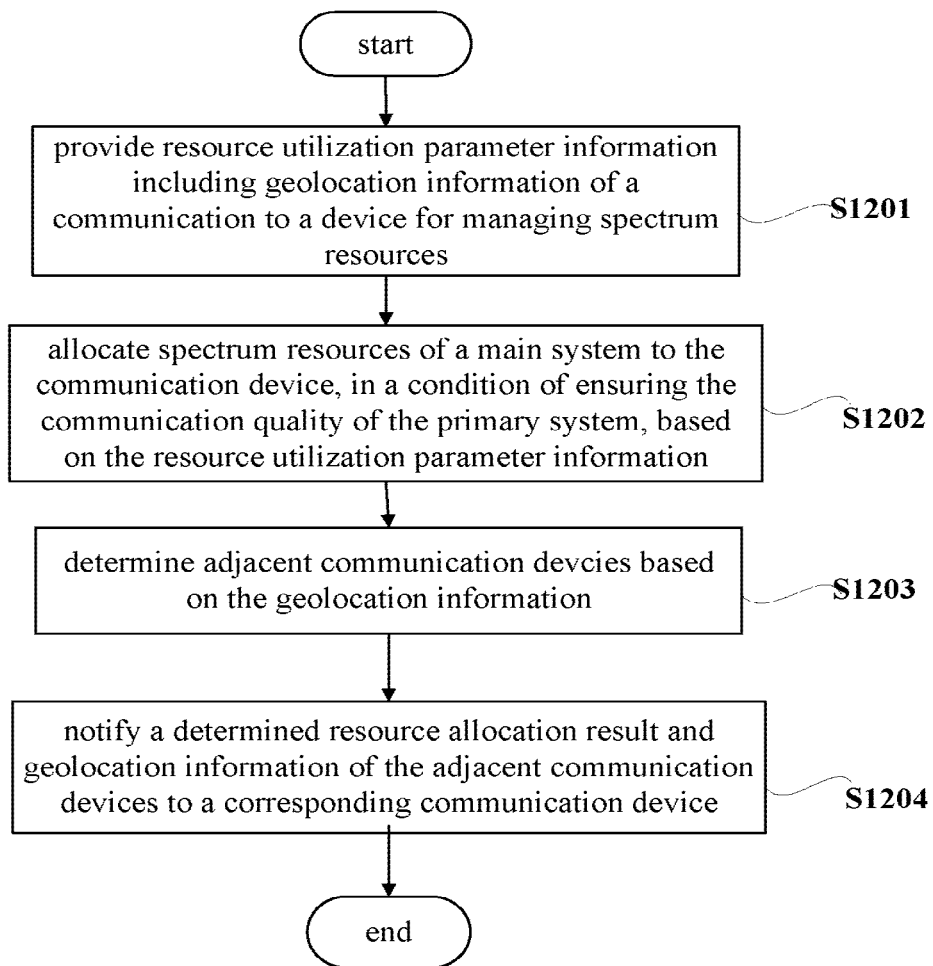 start
provide resource utilization parameter information
including geolocation information of a
communication to a device for managing spectrum
resources
S1201
allocate spectrum resources of a main system to the
communication device, in a condition of ensuring the
communication quality of the primary system, based
on the resource utilization parameter information
S1202
determine adjacent communication devcies based
on the geolocation information
S1203
notify a determined resource allocation result and
geolocation information of the adjacent communication
devices to a corresponding communication device
S1204
end